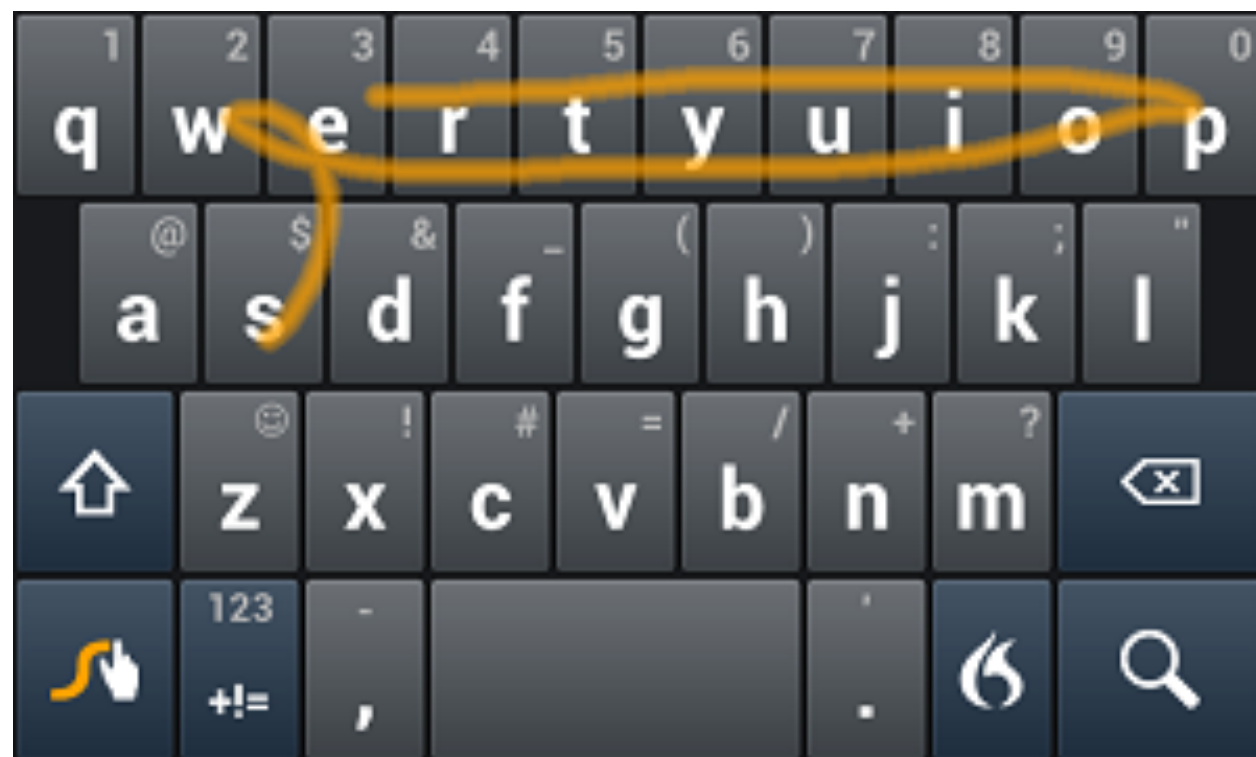 1 2 3 4 5 6 7 8 9 0
q w e r t y u i o p
@ $ & _ ( ) : ; "
a s d f g h j k l
! # = / + ?
z x c v b n m
123 - '
+!= , .